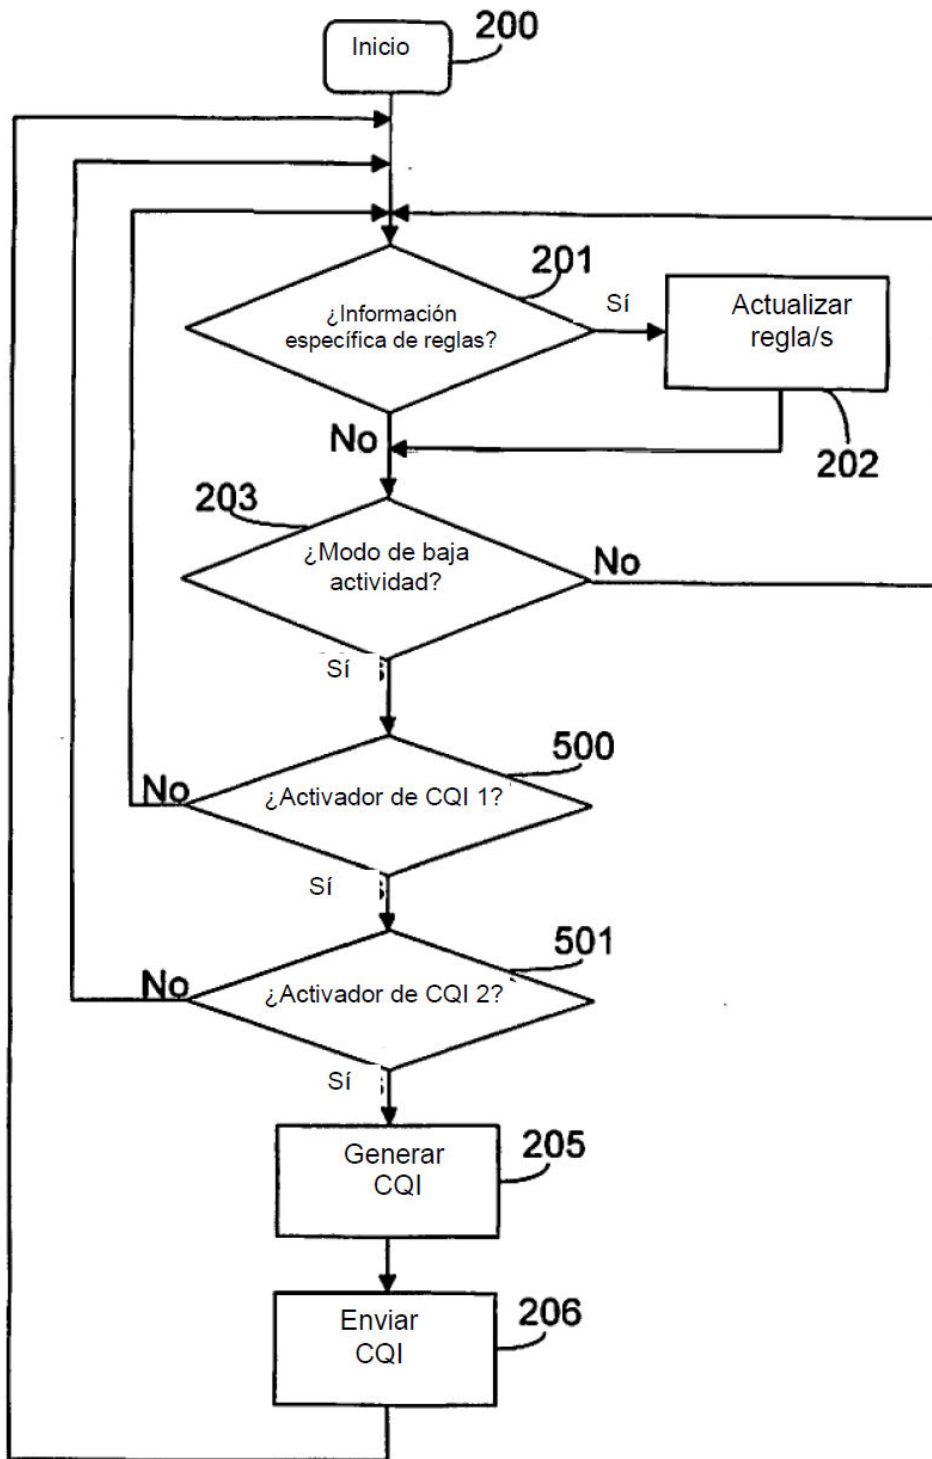 Inicio
200
201
¿Información
específica de reglas?
Sí
Actualizar
regla/s
202
No
203
¿Modo de baja
actividad?
No
Sí
500
No
¿Activador de CQI 1?
Sí
501
No
¿Activador de CQI 2?
Sí
Generar
CQI
205
Enviar
CQI
206